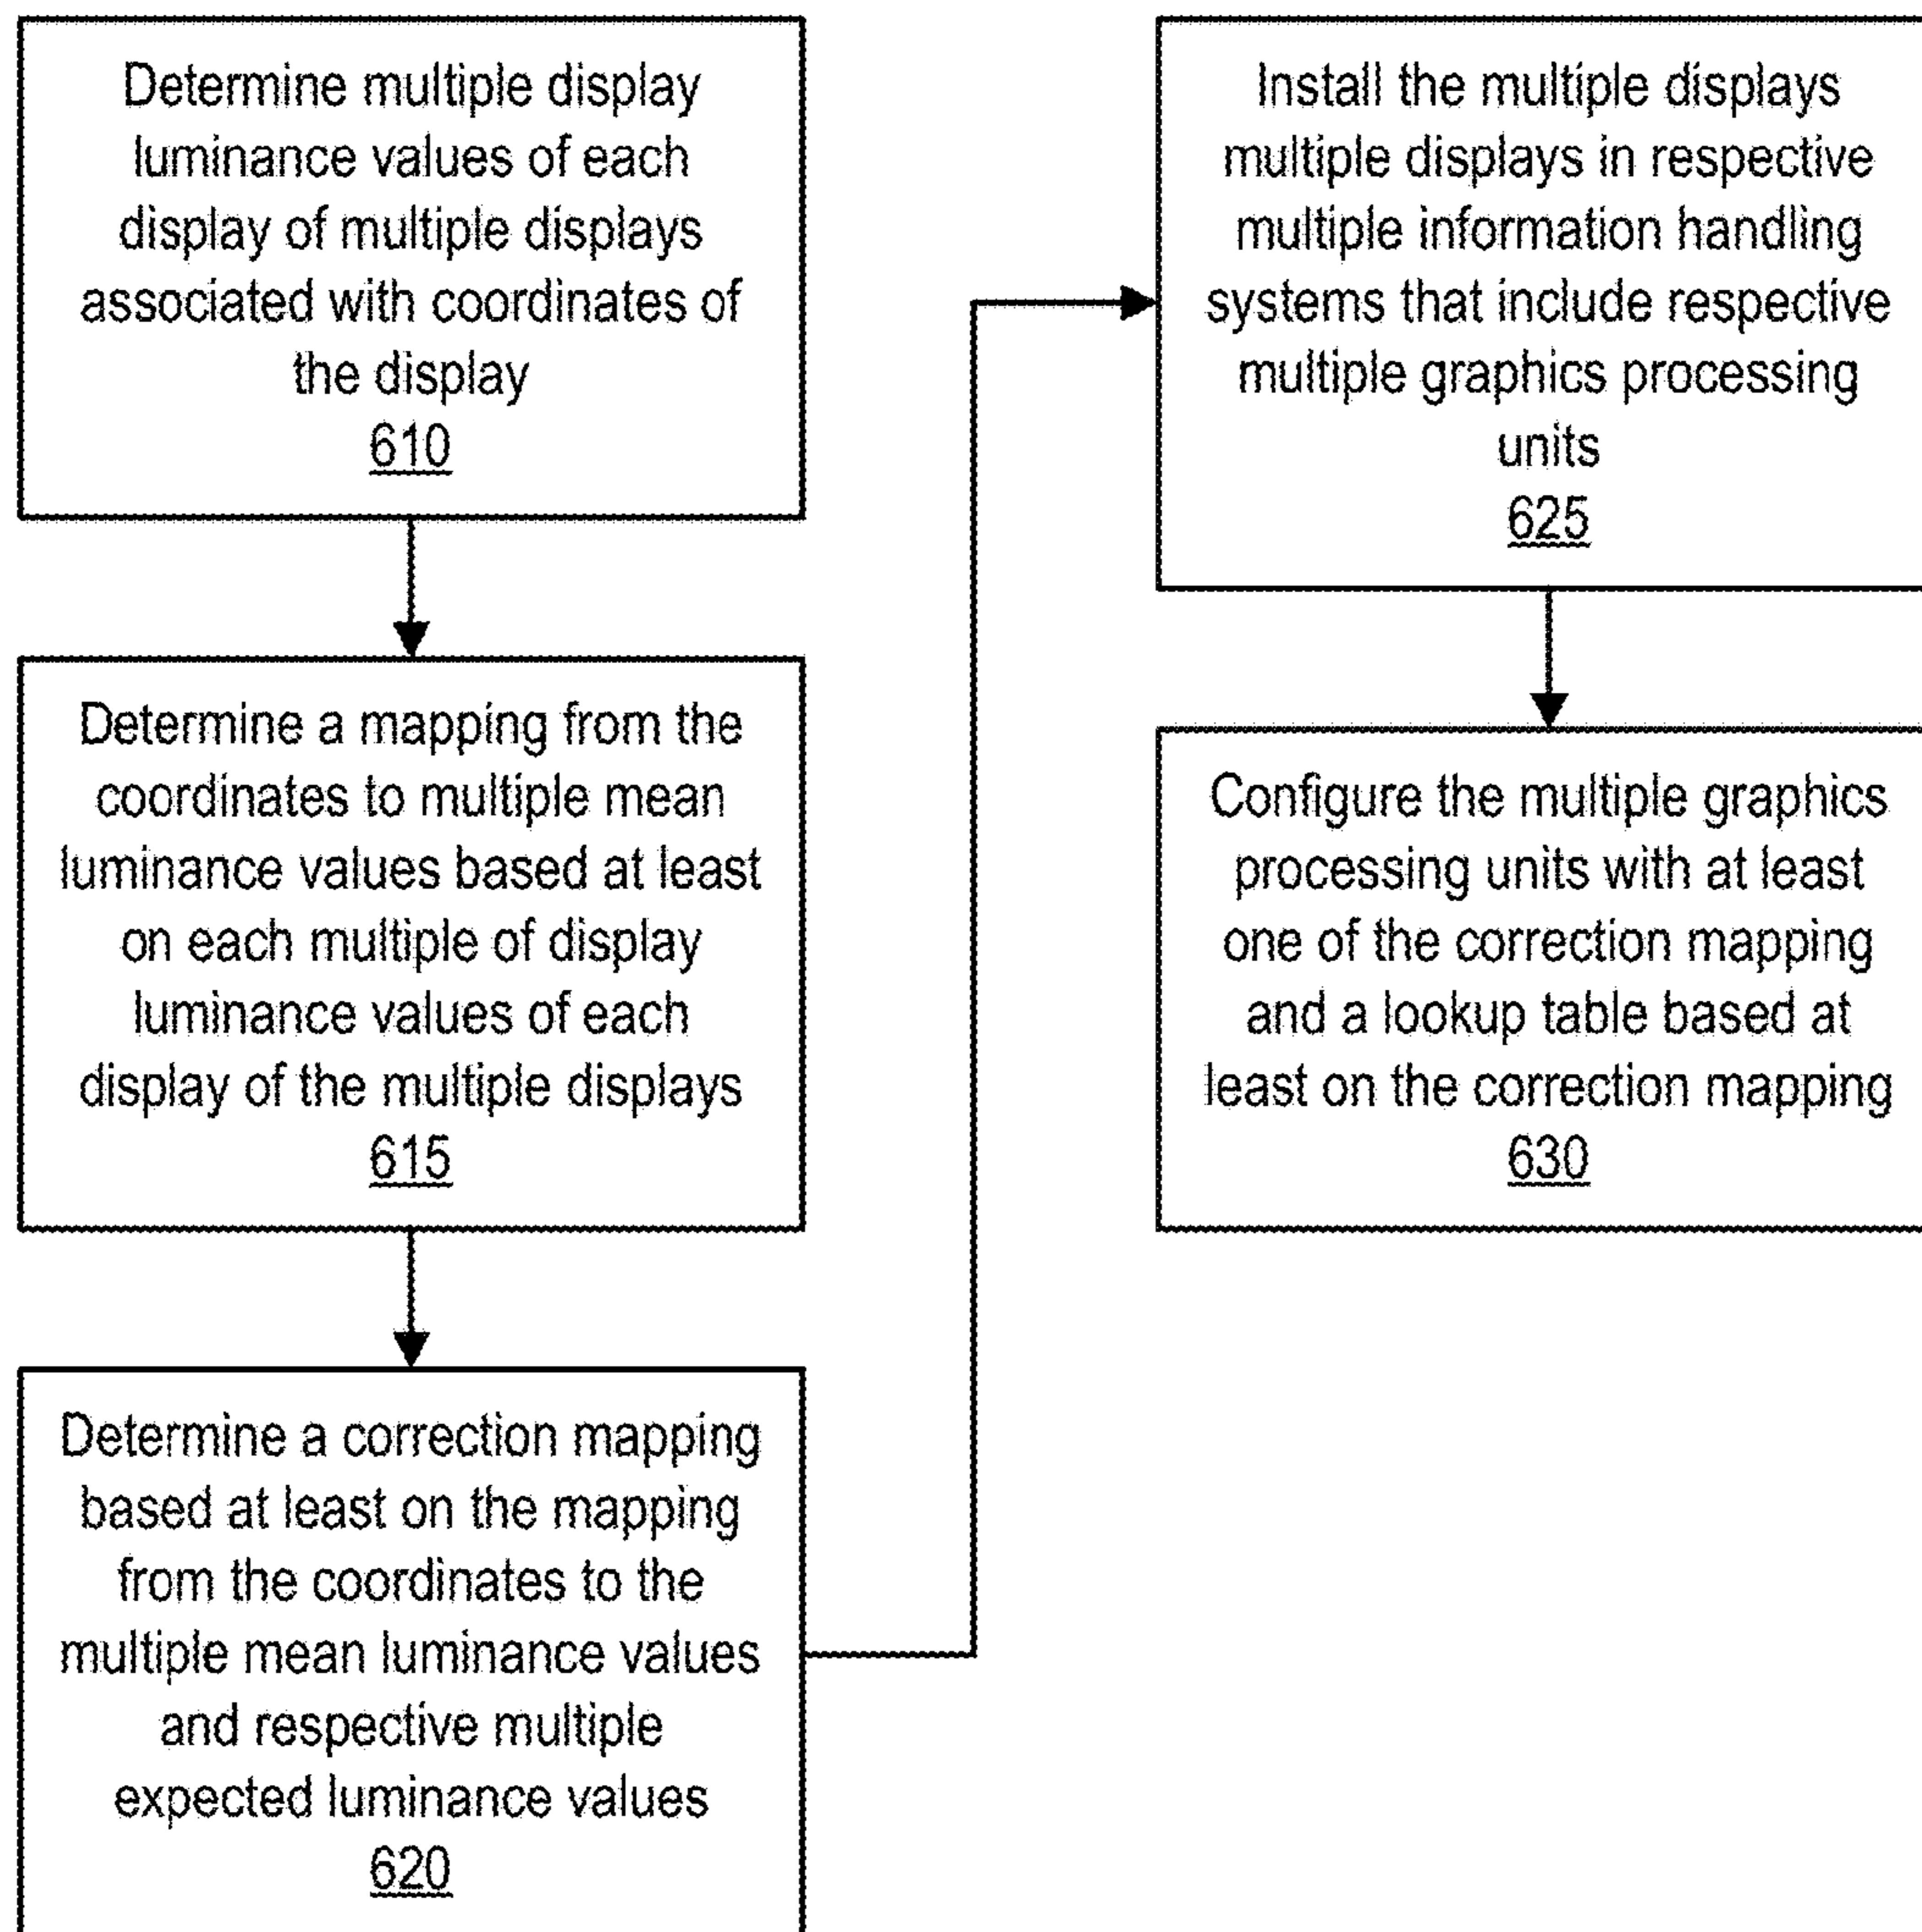 Determine multiple display
luminance values of each
display of multiple displays
associated with coordinates of
the display
610
Determine a mapping from the
coordinates to multiple mean
luminance values based at least
on each multiple of display
luminance values of each
display of the multiple displays
615
Determine a correction mapping
based at least on the mapping
from the coordinates to the
multiple mean luminance values
and respective multiple
expected luminance values
620
Install the multiple displays
multiple displays in respective
multiple information handling
systems that include respective
multiple graphics processing
units
625
Configure the multiple graphics
processing units with at least
one of the correction mapping
and a lookup table based at
least on the correction mapping
630